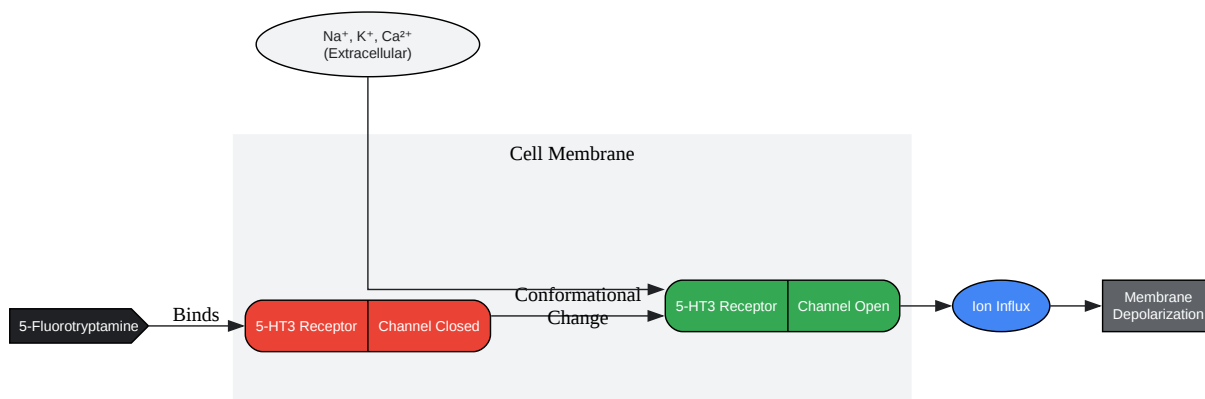 Na⁺, K⁺, Ca²⁺
(Extracellular)
Cell Membrane
5-Fluorotryptamine
Binds
5-HT3 Receptor
Channel Closed
Conformational
Change
5-HT3 Receptor
Channel Open
Ion Influx
Membrane
Depolarization